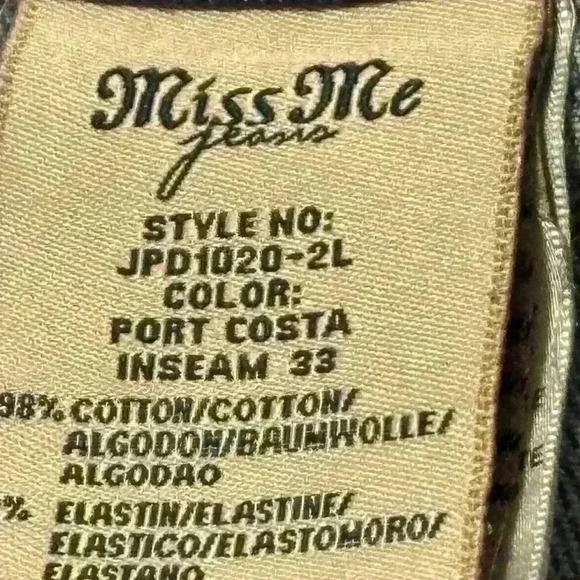 Miss Me
jeans
STYLE NO:
JPD1020-2L
COLOR:
PORT COSTA
INSEAM 33
98% COTTON/COTTON/
ALGODON/BAUMWOLLE/
ALGODAO
% ELASTIN/ELASTINE/
ELASTICO/ELASTOMORO/
ELASTANO